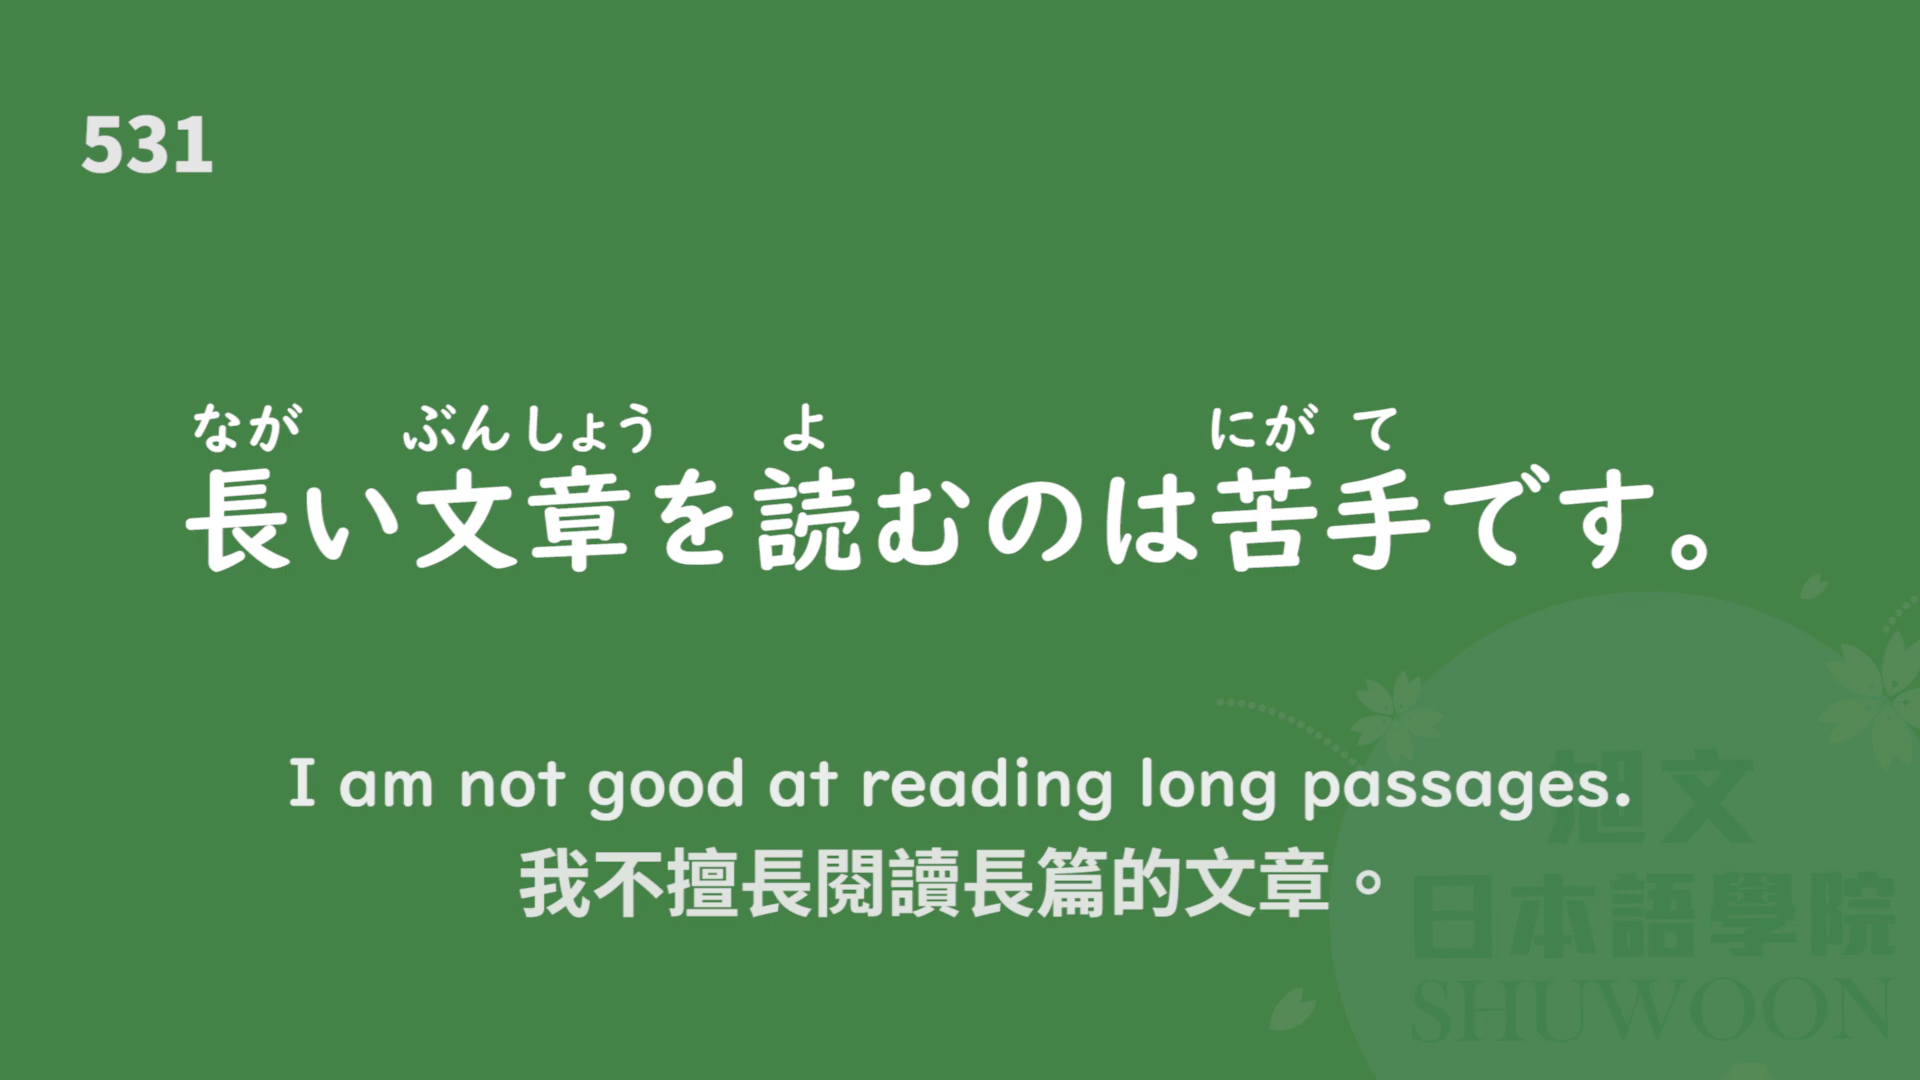 531
なが ぶんしょう よ にが て
長い文章を読むのは苦手です。
I am not good at reading long passages.
我不擅長閱讀長篇的文章。
旭文
日本語學院
SHUWOON